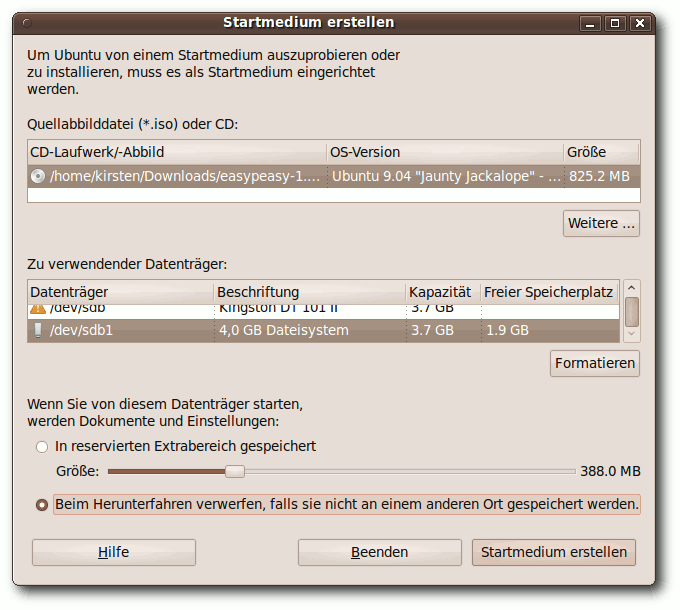 Startmedium erstellen
Um Ubuntu von einem Startmedium auszuprobieren oder
zu installieren, muss es als Startmedium eingerichtet
werden.
Quellabbilddatei (*.iso) oder CD:
CD-Laufwerk/-Abbild OS-Version Größe
/home/kirsten/Downloads/easypeasy-1.... Ubuntu 9.04 "Jaunty Jackalope" - ... 825.2 MB
Weitere ...
Zu verwendender Datenträger:
Datenträger Beschriftung Kapazität Freier Speicherplatz
/dev/sdb Kingston DT 101 II 3.7 GB
/dev/sdb1 4,0 GB Dateisystem 3.7 GB 1.9 GB
Formatieren
Wenn Sie von diesem Datenträger starten,
werden Dokumente und Einstellungen:
In reservierten Extrabereich gespeichert
Größe: 388.0 MB
Beim Herunterfahren verwerfen, falls sie nicht an einem anderen Ort gespeichert werden.
Hilfe Beenden Startmedium erstellen